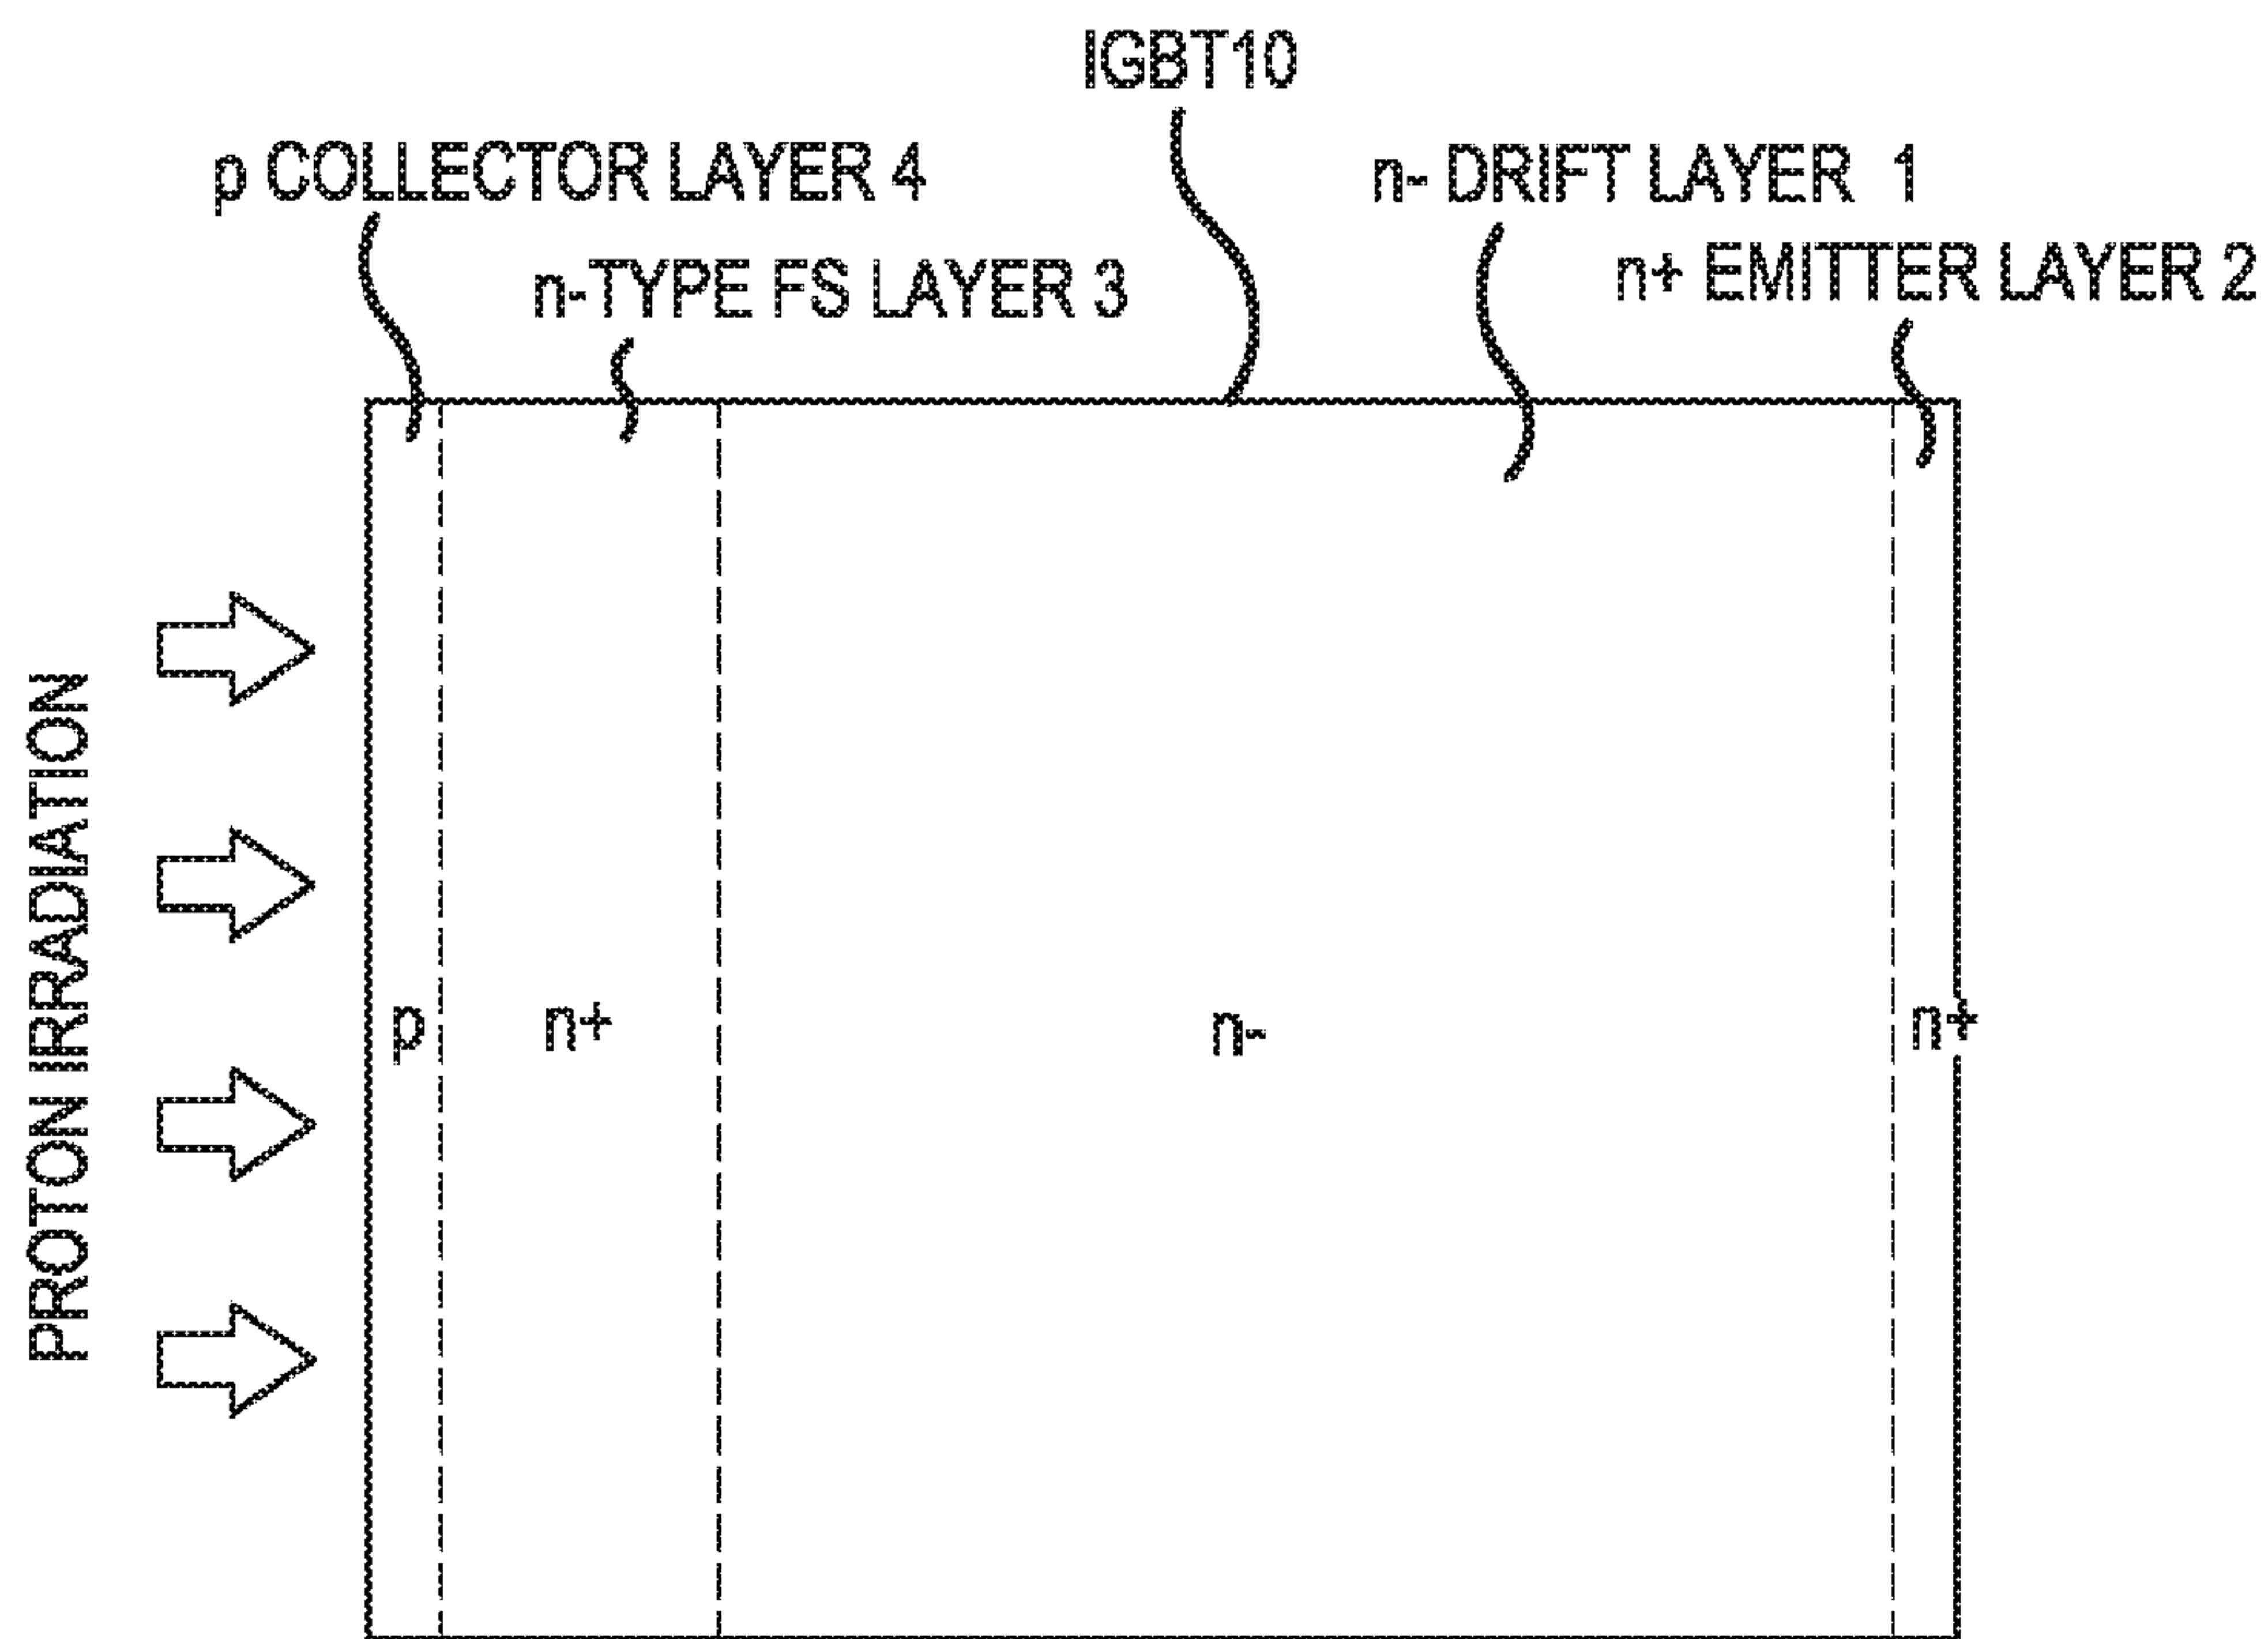 IGBT10
p COLLECTOR LAYER 4
n- DRIFT LAYER 1
n-TYPE FS LAYER 3
n+ EMITTER LAYER 2
PROTON IRRADIATION
p
n+
n-
n+